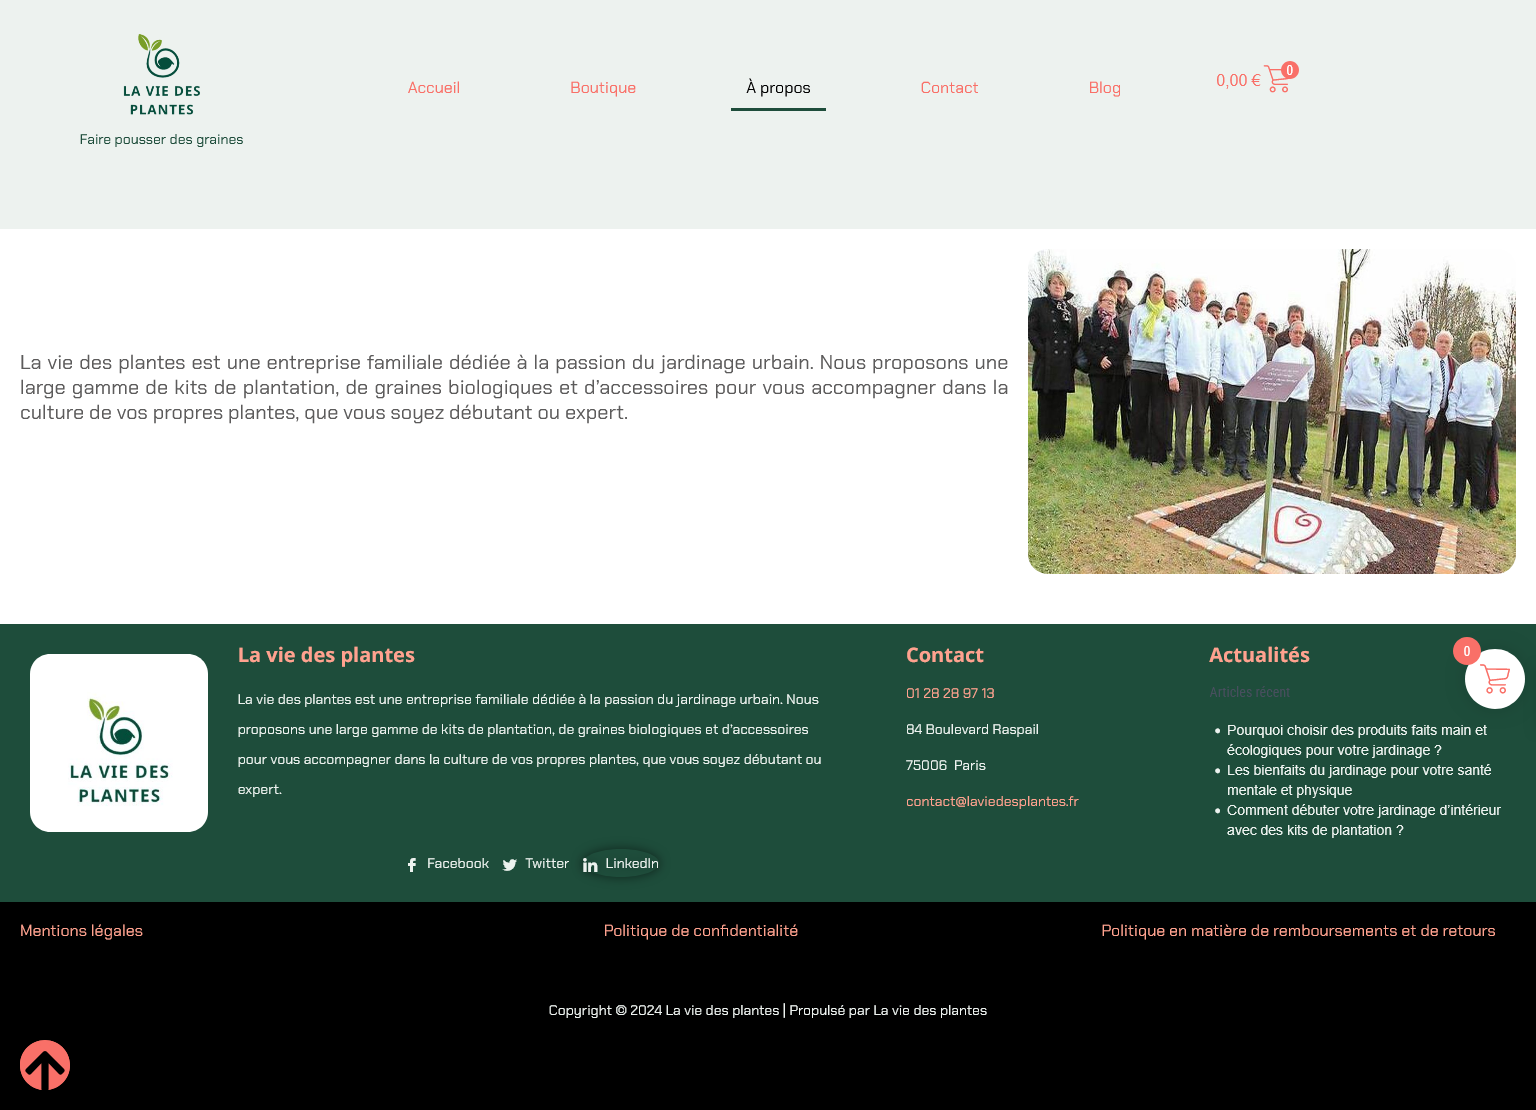 LA VIE DES
PLANTES
Faire pousser des graines
Accueil
Boutique
À propos
Contact
Blog
0,00 €
0
La vie des plantes est une entreprise familiale dédiée à la passion du jardinage urbain. Nous proposons une
large gamme de kits de plantation, de graines biologiques et d’accessoires pour vous accompagner dans la
culture de vos propres plantes, que vous soyez débutant ou expert.
LA VIE DES
PLANTES
La vie des plantes
La vie des plantes est une entreprise familiale dédiée à la passion du jardinage urbain. Nous
proposons une large gamme de kits de plantation, de graines biologiques et d’accessoires
pour vous accompagner dans la culture de vos propres plantes, que vous soyez débutant ou
expert.
Facebook
Twitter
LinkedIn
Contact
01 28 28 97 13
84 Boulevard Raspail
75006 Paris
contact@laviedesplantes.fr
Actualités
Articles récent
Pourquoi choisir des produits faits main et
écologiques pour votre jardinage ?
Les bienfaits du jardinage pour votre santé
mentale et physique
Comment débuter votre jardinage d’intérieur
avec des kits de plantation ?
0
Mentions légales
Politique de confidentialité
Politique en matière de remboursements et de retours
Copyright © 2024 La vie des plantes | Propulsé par La vie des plantes